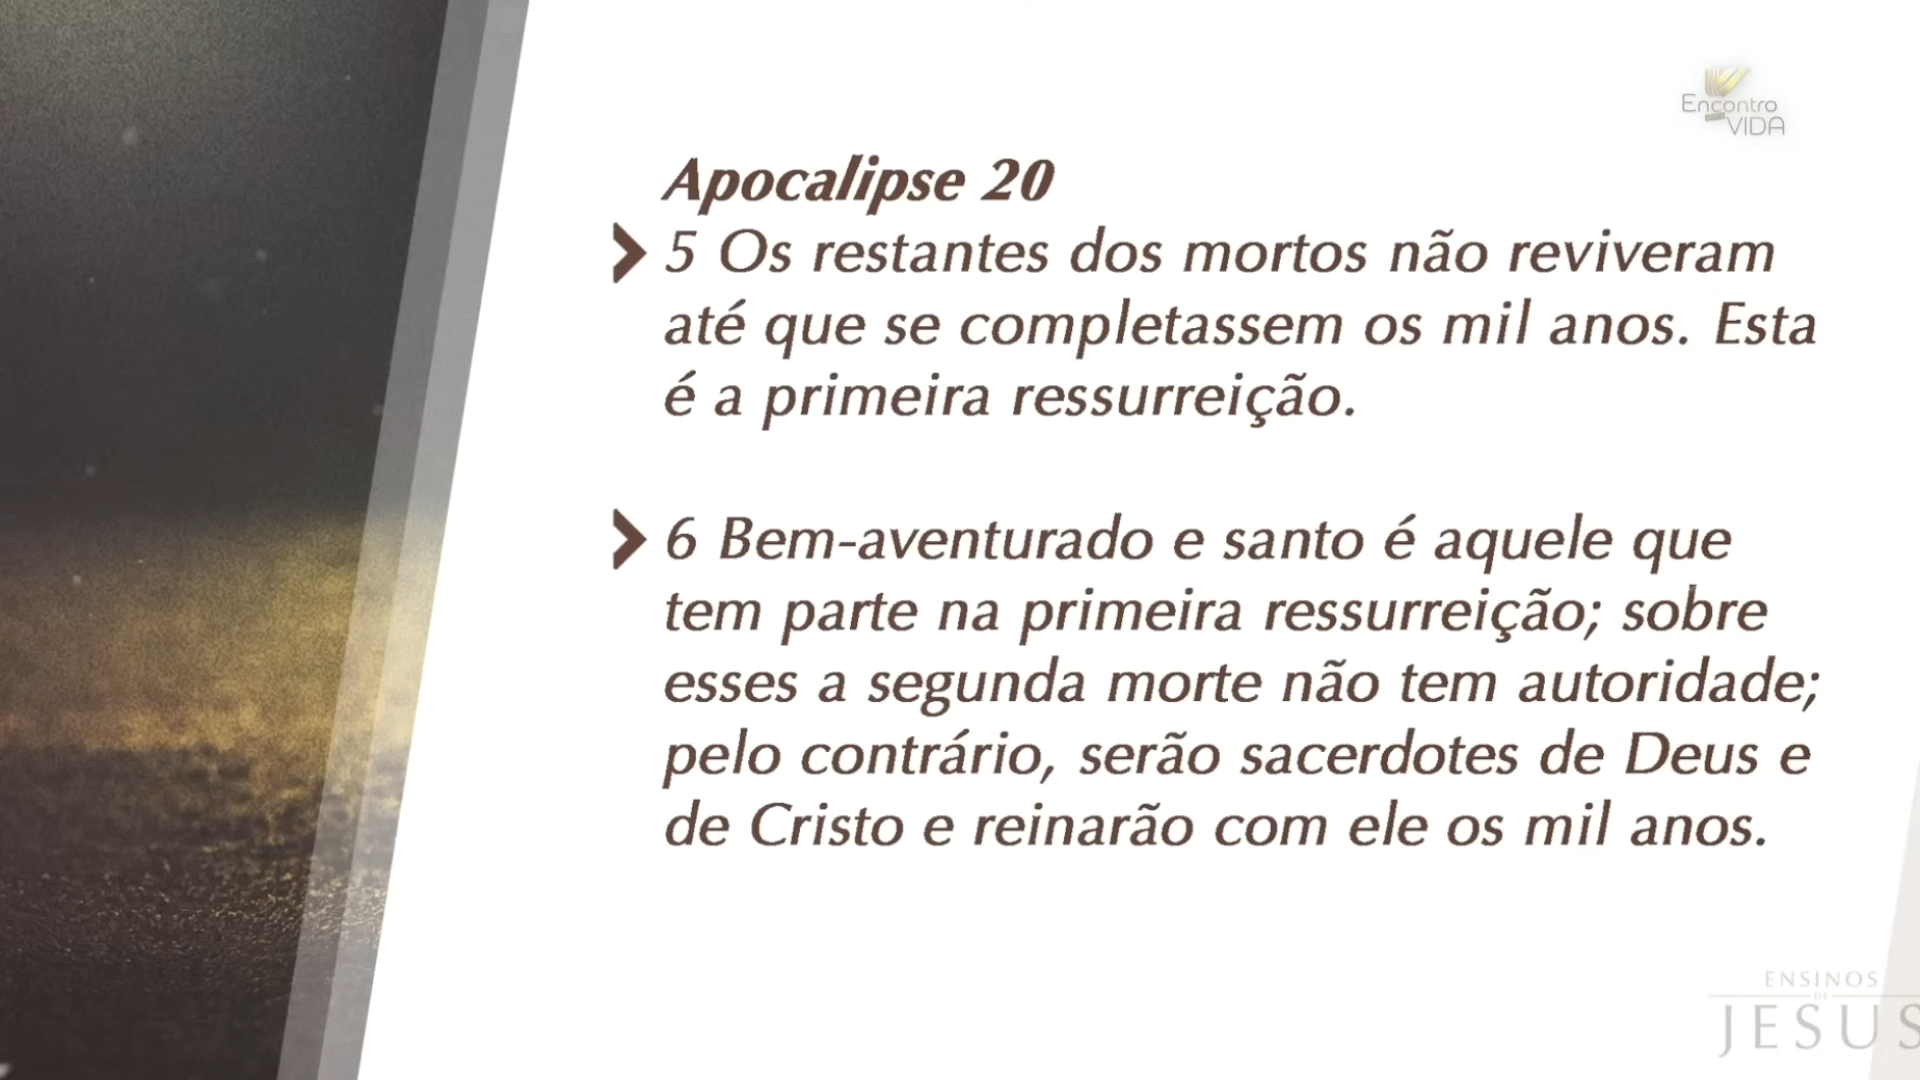 Encontro
VIDA
Apocalipse 20
5 Os restantes dos mortos não reviveram
até que se completassem os mil anos. Esta
é a primeira ressurreição.
6 Bem-aventurado e santo é aquele que
tem parte na primeira ressurreição; sobre
esses a segunda morte não tem autoridade;
pelo contrário, serão sacerdotes de Deus e
de Cristo e reinarão com ele os mil anos.
ENSINOS
DE
JESUS